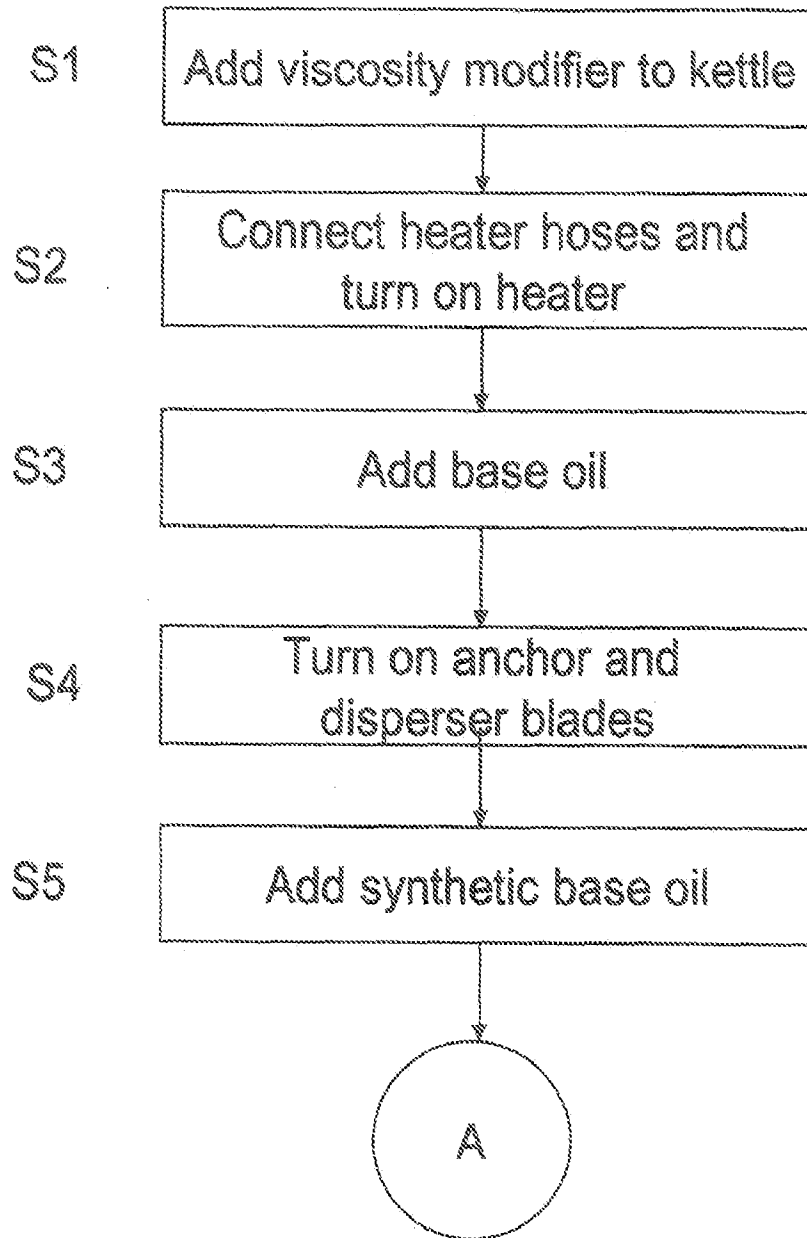 S1
Add viscosity modifier to kettle
S2
Connect heater hoses and
turn on heater
S3
Add base oil
S4
Turn on anchor and
disperser blades
S5
Add synthetic base oil
A